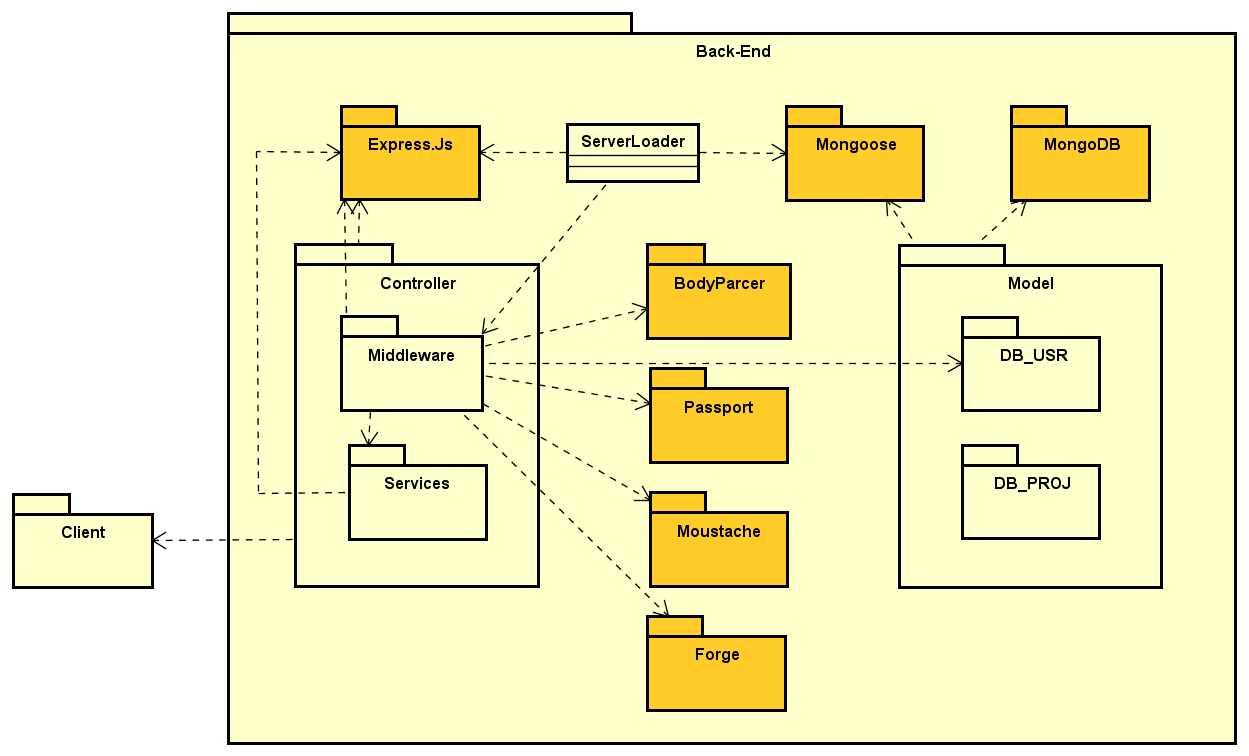 Back-End
Express.Js
ServerLoader
Mongoose
MongoDB
Controller
BodyParcer
Model
Middleware
DB_USR
Passport
Services
DB_PROJ
Client
Moustache
Forge